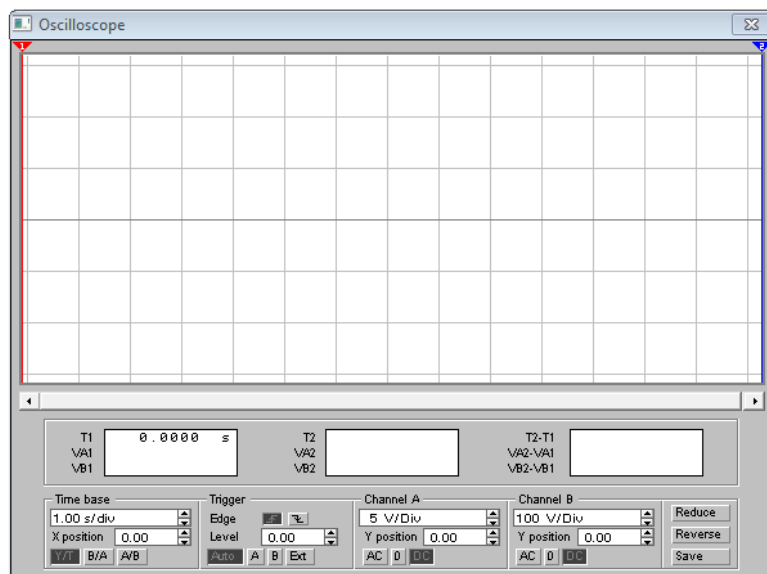 Oscilloscope
1 2
T1 0.0000 s T2 T2-T1
VA1 VA2 VA2-VA1
VB1 VB2 VB2-VB1
Time base Trigger Channel A Channel B
1.00 s/div Edge 5 V/Div 100 V/Div Reduce
X position 0.00 Level 0.00 Y position 0.00 Y position 0.00 Reverse
Y/T B/A A/B Auto A B Ext AC 0 DC AC 0 DC Save